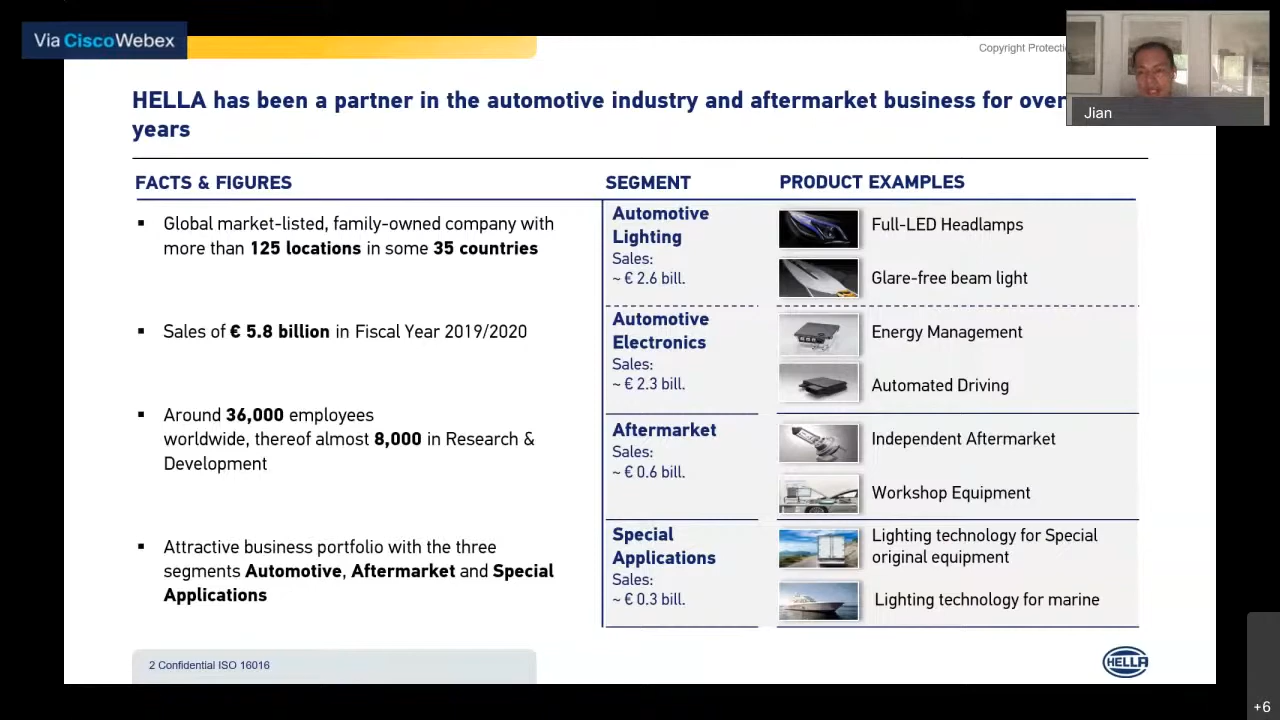 Via CiscoWebex
Copyright Protectio
Jian
HELLA has been a partner in the automotive industry and aftermarket business for over
years
FACTS & FIGURES
▪ Global market-listed, family-owned company with
more than 125 locations in some 35 countries
▪ Sales of € 5.8 billion in Fiscal Year 2019/2020
▪ Around 36,000 employees
worldwide, thereof almost 8,000 in Research &
Development
▪ Attractive business portfolio with the three
segments Automotive, Aftermarket and Special
Applications
SEGMENT
PRODUCT EXAMPLES
Automotive
Lighting
Sales:
~ € 2.6 bill.
Full-LED Headlamps
Glare-free beam light
Automotive
Electronics
Sales:
~ € 2.3 bill.
Energy Management
Automated Driving
Aftermarket
Sales:
~ € 0.6 bill.
Independent Aftermarket
Workshop Equipment
Special
Applications
Sales:
~ € 0.3 bill.
Lighting technology for Special
original equipment
Lighting technology for marine
2 Confidential ISO 16016
HELLA
+6